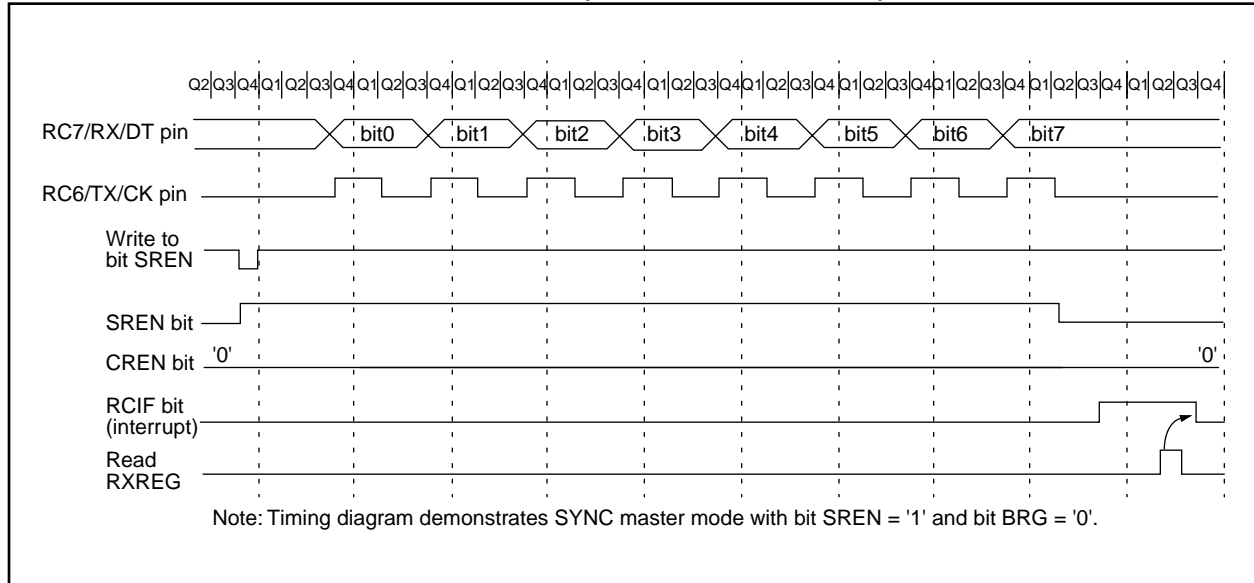 Q2|Q3|Q4|Q1|Q2|Q3|Q4|Q1|Q2|Q3|Q4|Q1|Q2|Q3|Q4|Q1|Q2|Q3|Q4|Q1|Q2|Q3|Q4|Q1|Q2|Q3|Q4|Q1|Q2|Q3|Q4|Q1|Q2|Q3|Q4|Q1|Q2|Q3|Q4|Q1|Q2|Q3|Q4
RC7/RX/DT pin bit0 bit1 bit2 bit3 bit4 bit5 bit6 bit7
RC6/TX/CK pin
Write to
bit SREN
SREN bit
CREN bit '0' '0'
RCIF bit
(interrupt)
Read
RXREG
Note: Timing diagram demonstrates SYNC master mode with bit SREN = '1' and bit BRG = '0'.